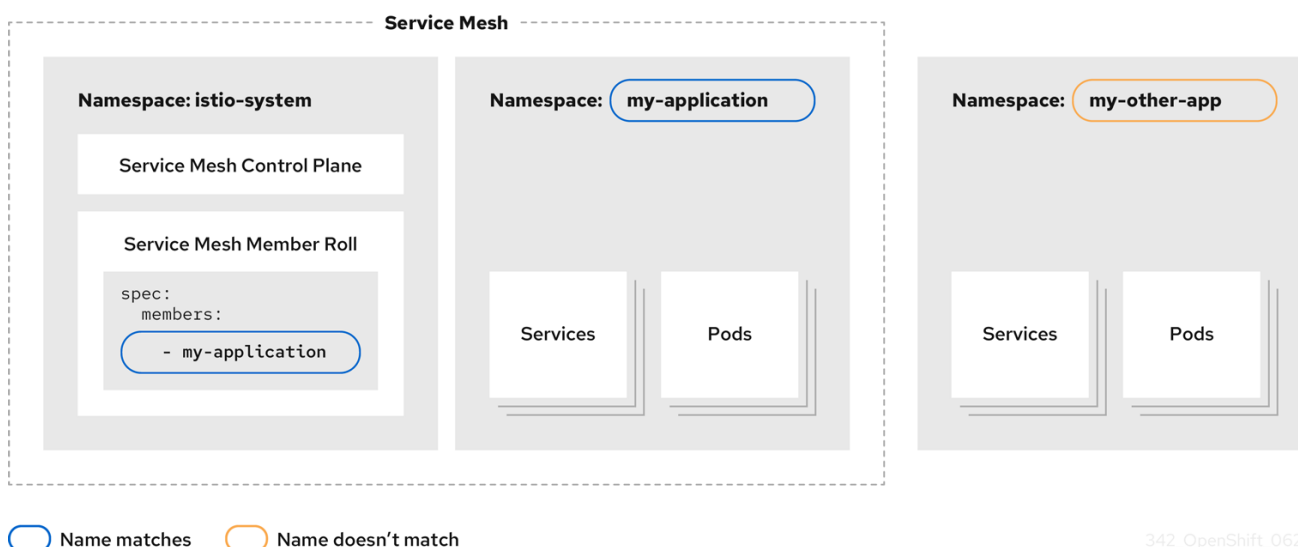 Service Mesh
Namespace: istio-system
Service Mesh Control Plane
Service Mesh Member Roll
spec:
members:
- my-application
Namespace: my-application
Services
Pods
Namespace: my-other-app
Services
Pods
Name matches
Name doesn’t match
342 OpenShift 062